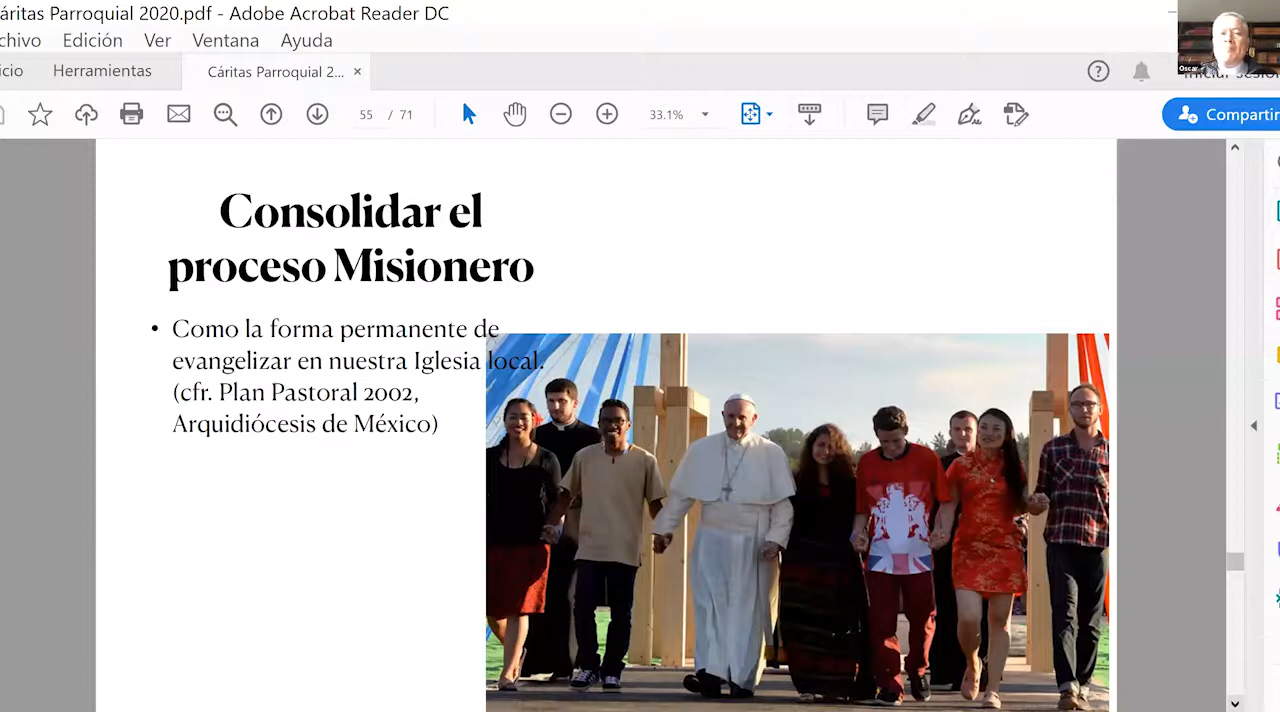 áritas Parroquial 2020.pdf - Adobe Acrobat Reader DC
chivo Edición Ver Ventana Ayuda
icio Herramientas Cáritas Parroquial 2... ×
55 / 71 33.1% Compartir
Oscar
Consolidar el
proceso Misionero
• Como la forma permanente de
evangelizar en nuestra Iglesia local.
(cfr. Plan Pastoral 2002,
Arquidiócesis de México)